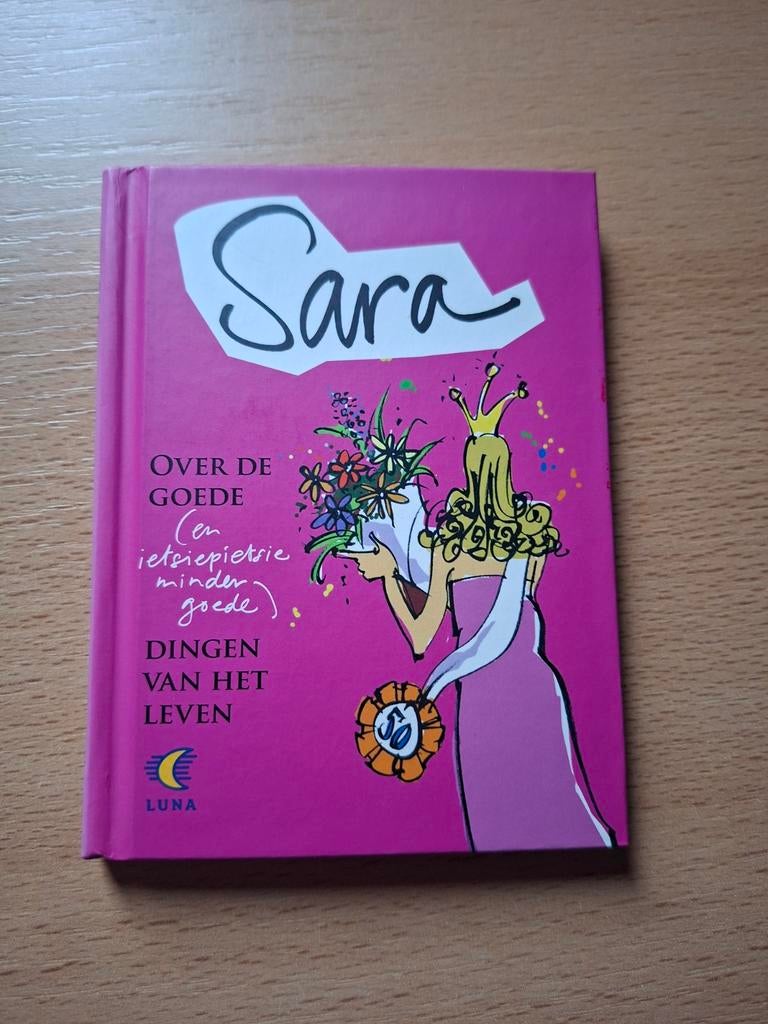 Sara
OVER DE
GOEDE
(en
ietsiepietsie
minder
goede)
DINGEN
VAN HET
LEVEN
50
LUNA